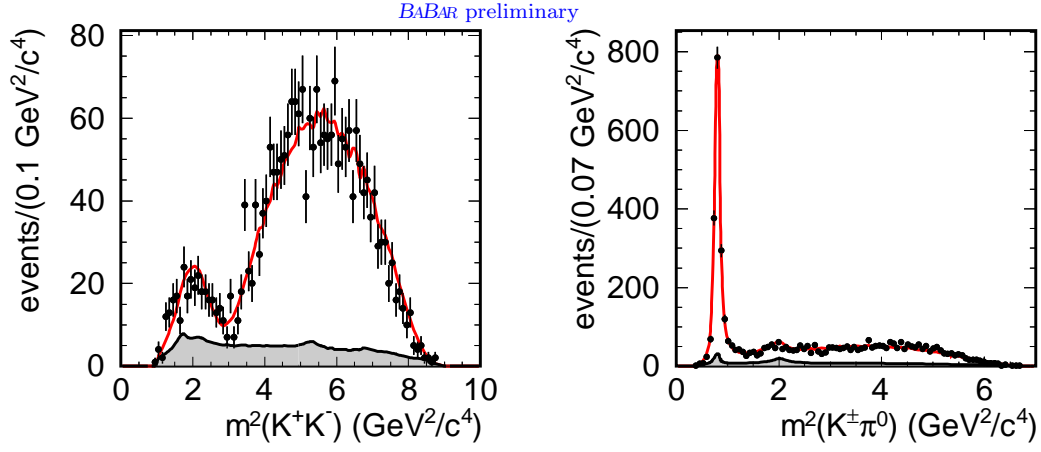 BABAR preliminary
events/(0.1 GeV²/c⁴)
80
60
40
20
0
0 2 4 6 8 10
m²(K⁺K⁻) (GeV²/c⁴)
events/(0.07 GeV²/c⁴)
800
600
400
200
0
0 2 4 6
m²(K±π⁰) (GeV²/c⁴)